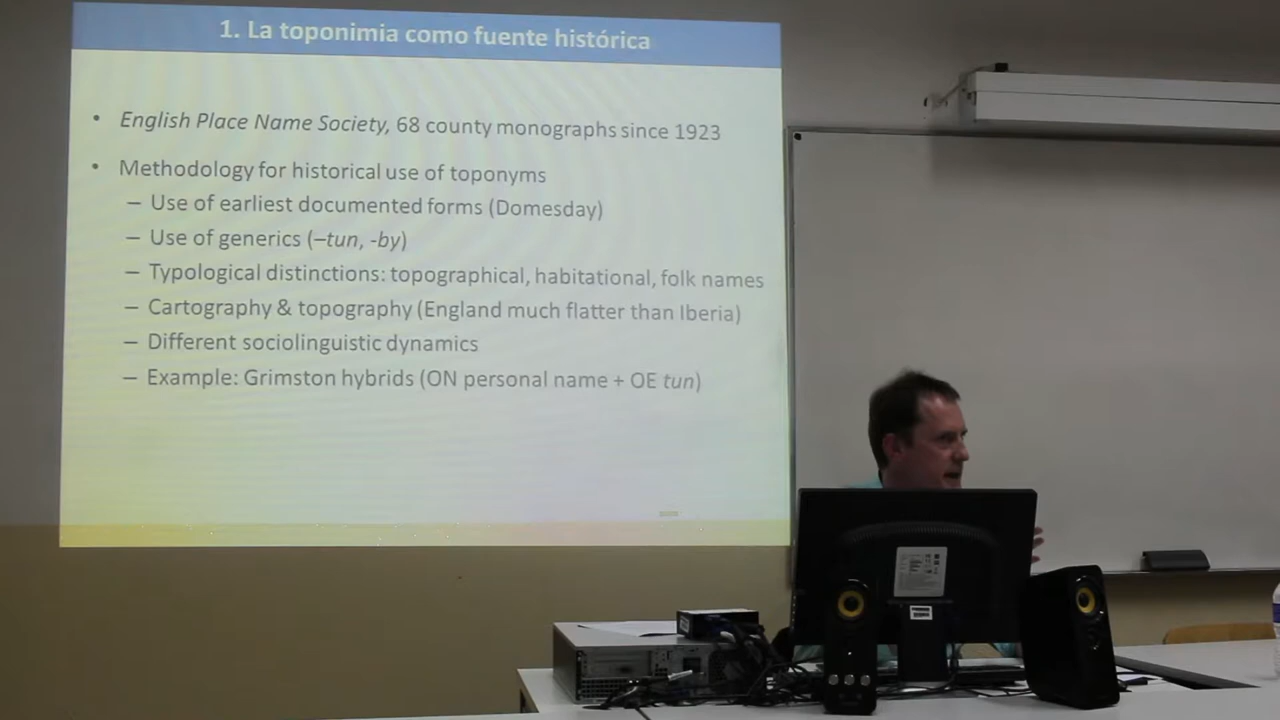 1. La toponimia como fuente histórica
• English Place Name Society, 68 county monographs since 1923
• Methodology for historical use of toponyms
– Use of earliest documented forms (Domesday)
– Use of generics (–tun, -by)
– Typological distinctions: topographical, habitational, folk names
– Cartography & topography (England much flatter than Iberia)
– Different sociolinguistic dynamics
– Example: Grimston hybrids (ON personal name + OE tun)